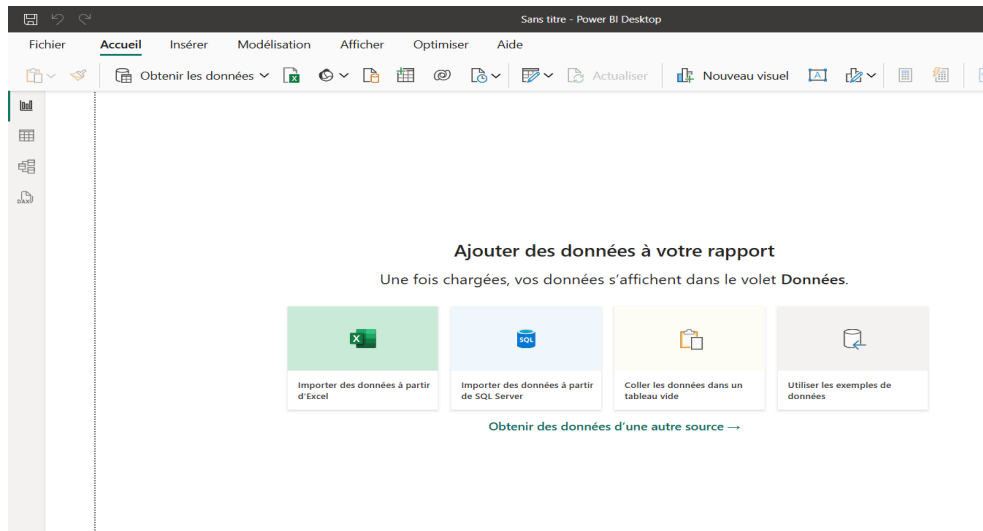 Sans titre - Power BI Desktop
Fichier Accueil Insérer Modélisation Afficher Optimiser Aide
Obtenir les données Actualiser Nouveau visuel A
DAX
Ajouter des données à votre rapport
Une fois chargées, vos données s’affichent dans le volet Données.
X SQL
Importer des données à partir d'Excel
Importer des données à partir de SQL Server
Coller les données dans un tableau vide
Utiliser les exemples de données
Obtenir des données d’une autre source →